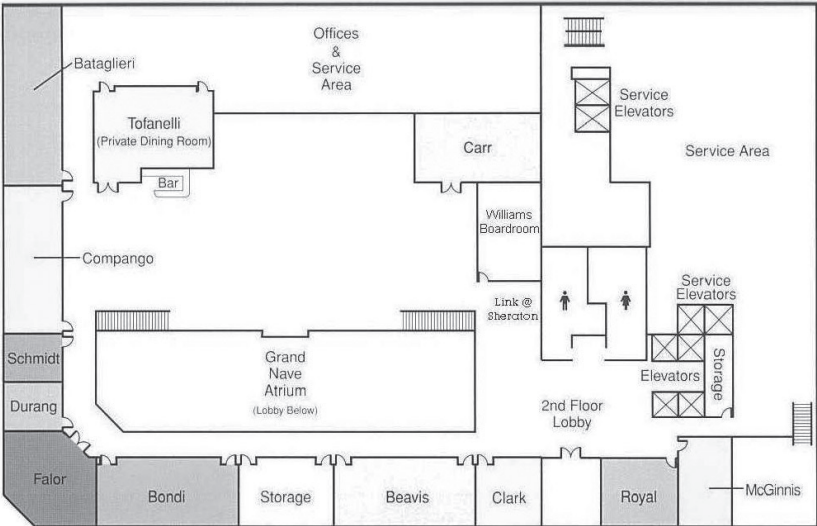 Offices
&
Service
Area
Bataglieri
Tofanelli
(Private Dining Room)
Bar
Carr
Service
Elevators
Service Area
Williams
Boardroom
Compango
Link @
Sheraton
Service
Elevators
Schmidt
Grand
Nave
Atrium
(Lobby Below)
Elevators
Storage
Durang
2nd Floor
Lobby
Falor
Bondi
Storage
Beavis
Clark
Royal
McGinnis